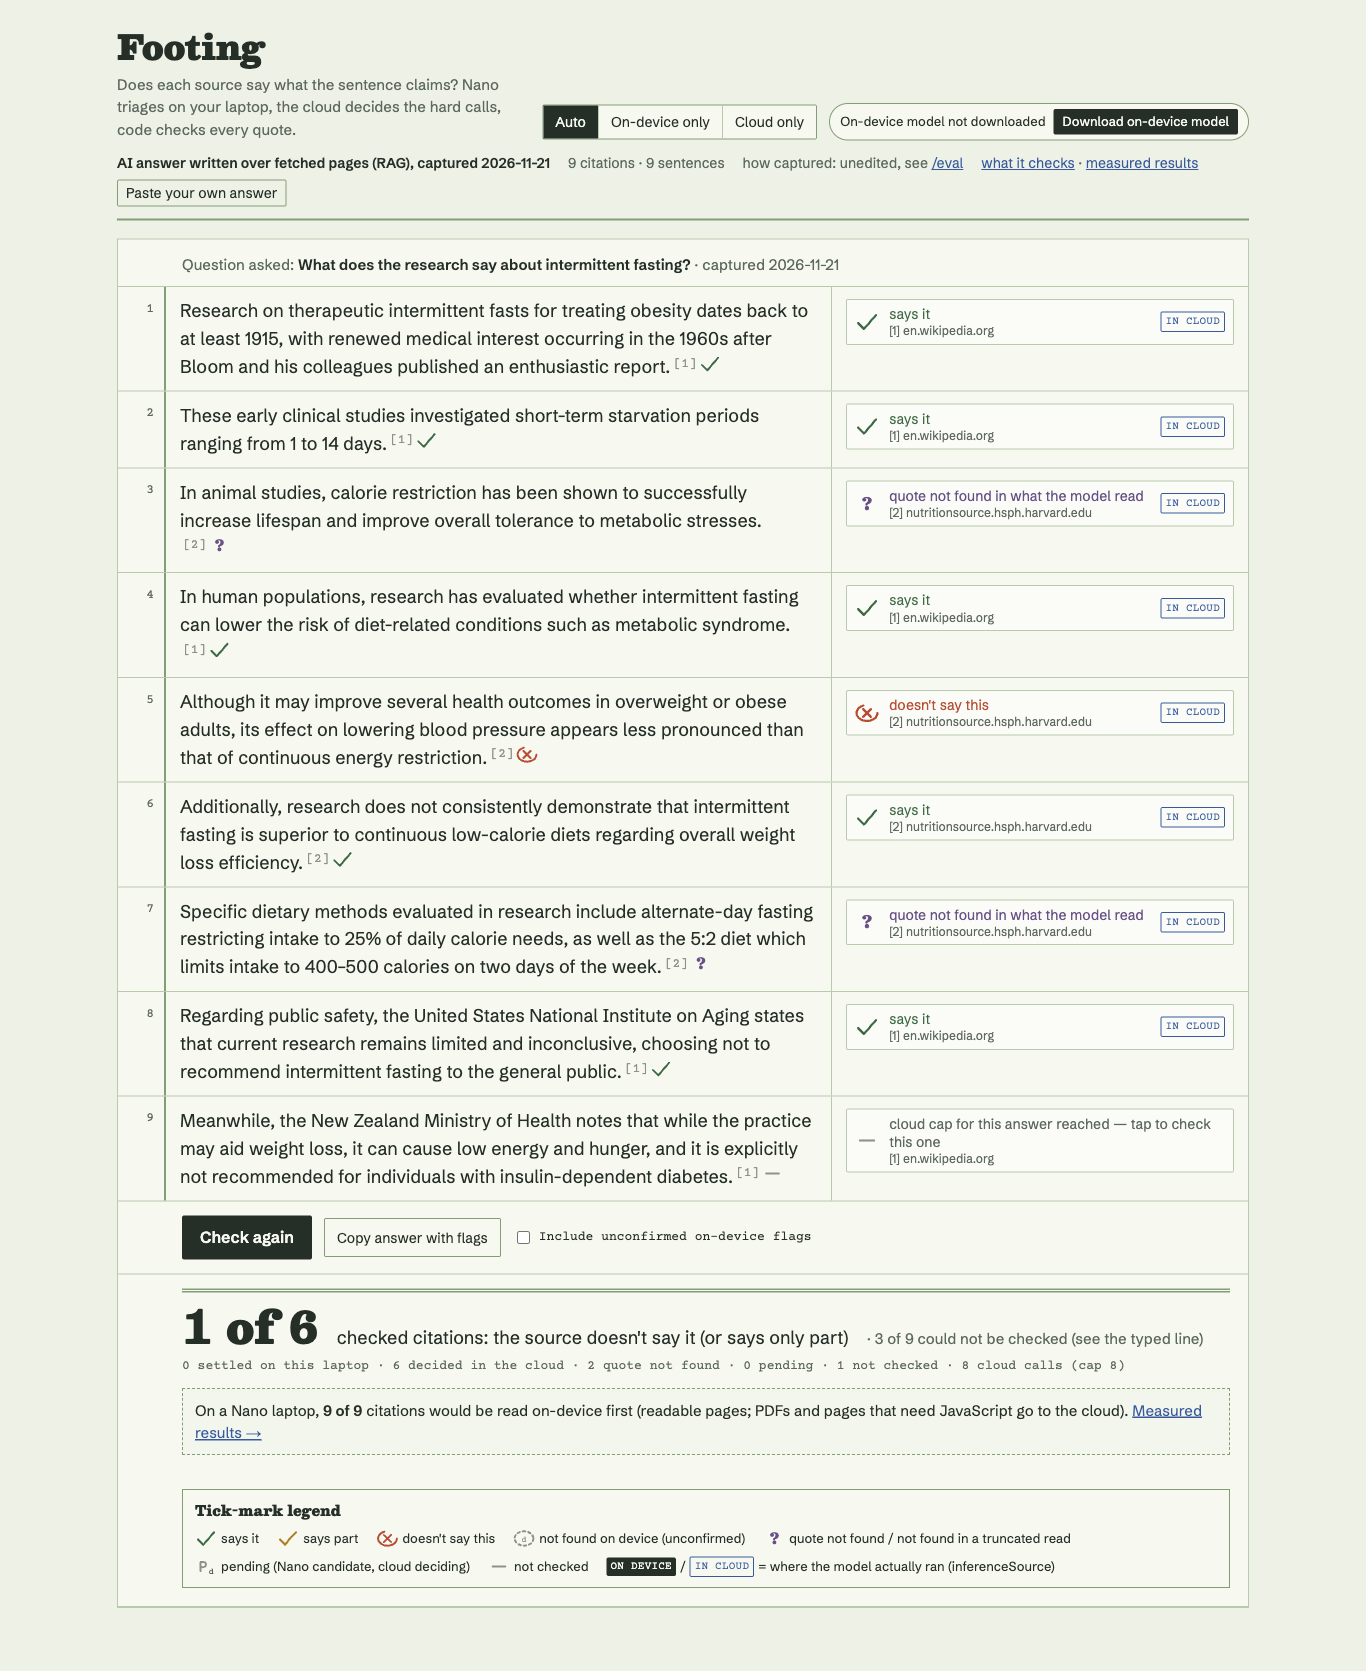 Footing
Does each source say what the sentence claims? Nano
triages on your laptop, the cloud decides the hard calls,
code checks every quote.
Auto
On-device only
Cloud only
On-device model not downloaded
Download on-device model
AI answer written over fetched pages (RAG), captured 2026-11-21 9 citations · 9 sentences how captured: unedited, see /eval what it checks · measured results
Paste your own answer
Question asked: What does the research say about intermittent fasting? · captured 2026-11-21
1
Research on therapeutic intermittent fasts for treating obesity dates back to
at least 1915, with renewed medical interest occurring in the 1960s after
Bloom and his colleagues published an enthusiastic report. [1] ✓
✓ says it
[1] en.wikipedia.org
IN CLOUD
2
These early clinical studies investigated short-term starvation periods
ranging from 1 to 14 days. [1] ✓
✓ says it
[1] en.wikipedia.org
IN CLOUD
3
In animal studies, calorie restriction has been shown to successfully
increase lifespan and improve overall tolerance to metabolic stresses.
[2] ?
? quote not found in what the model read
[2] nutritionsource.hsph.harvard.edu
IN CLOUD
4
In human populations, research has evaluated whether intermittent fasting
can lower the risk of diet-related conditions such as metabolic syndrome.
[1] ✓
✓ says it
[1] en.wikipedia.org
IN CLOUD
5
Although it may improve several health outcomes in overweight or obese
adults, its effect on lowering blood pressure appears less pronounced than
that of continuous energy restriction. [2]
doesn't say this
[2] nutritionsource.hsph.harvard.edu
IN CLOUD
6
Additionally, research does not consistently demonstrate that intermittent
fasting is superior to continuous low-calorie diets regarding overall weight
loss efficiency. [2] ✓
✓ says it
[2] nutritionsource.hsph.harvard.edu
IN CLOUD
7
Specific dietary methods evaluated in research include alternate-day fasting
restricting intake to 25% of daily calorie needs, as well as the 5:2 diet which
limits intake to 400–500 calories on two days of the week. [2] ?
? quote not found in what the model read
[2] nutritionsource.hsph.harvard.edu
IN CLOUD
8
Regarding public safety, the United States National Institute on Aging states
that current research remains limited and inconclusive, choosing not to
recommend intermittent fasting to the general public. [1] ✓
✓ says it
[1] en.wikipedia.org
IN CLOUD
9
Meanwhile, the New Zealand Ministry of Health notes that while the practice
may aid weight loss, it can cause low energy and hunger, and it is explicitly
not recommended for individuals with insulin-dependent diabetes. [1] —
— cloud cap for this answer reached — tap to check
this one
[1] en.wikipedia.org
Check again
Copy answer with flags
Include unconfirmed on-device flags
1 of 6 checked citations: the source doesn't say it (or says only part) · 3 of 9 could not be checked (see the typed line)
0 settled on this laptop · 6 decided in the cloud · 2 quote not found · 0 pending · 1 not checked · 8 cloud calls (cap 8)
On a Nano laptop, 9 of 9 citations would be read on-device first (readable pages; PDFs and pages that need JavaScript go to the cloud). Measured
results →
Tick-mark legend
✓ says it ✓ says part doesn't say this d not found on device (unconfirmed) ? quote not found / not found in a truncated read
Pd pending (Nano candidate, cloud deciding) — not checked ON DEVICE / IN CLOUD = where the model actually ran (inferenceSource)